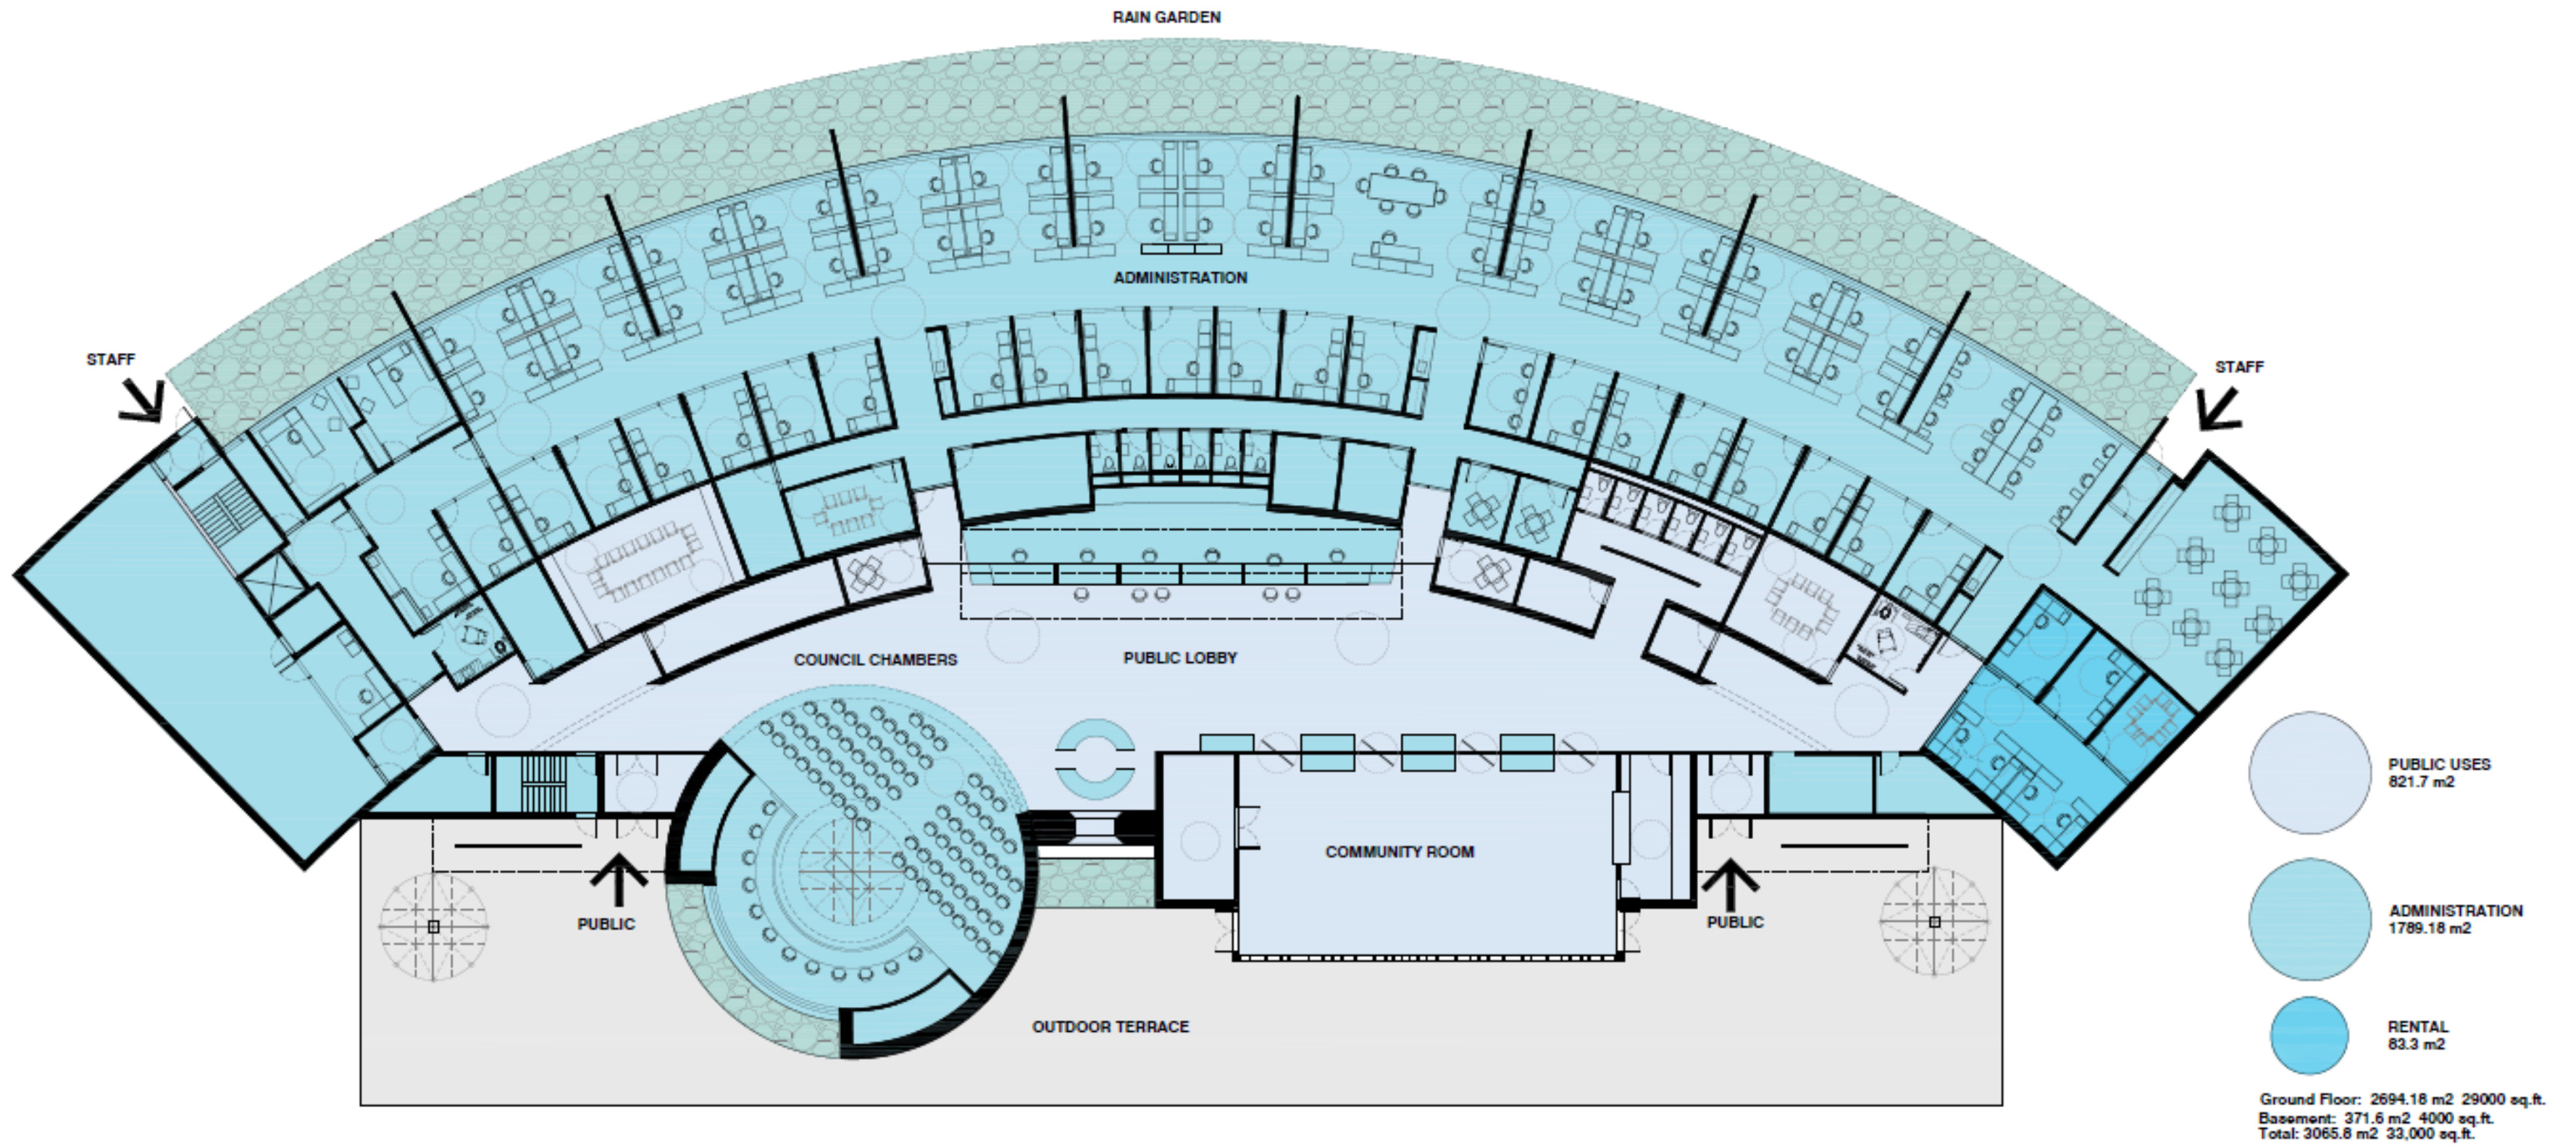 RAIN GARDEN
STAFF
STAFF
ADMINISTRATION
COUNCIL CHAMBERS
PUBLIC LOBBY
COMMUNITY ROOM
PUBLIC
PUBLIC
OUTDOOR TERRACE
PUBLIC USES
821.7 m2
ADMINISTRATION
1789.18 m2
RENTAL
83.3 m2
Ground Floor: 2694.18 m2 29000 sq.ft.
Basement: 371.6 m2 4000 sq.ft.
Total: 3065.8 m2 33,000 sq.ft.